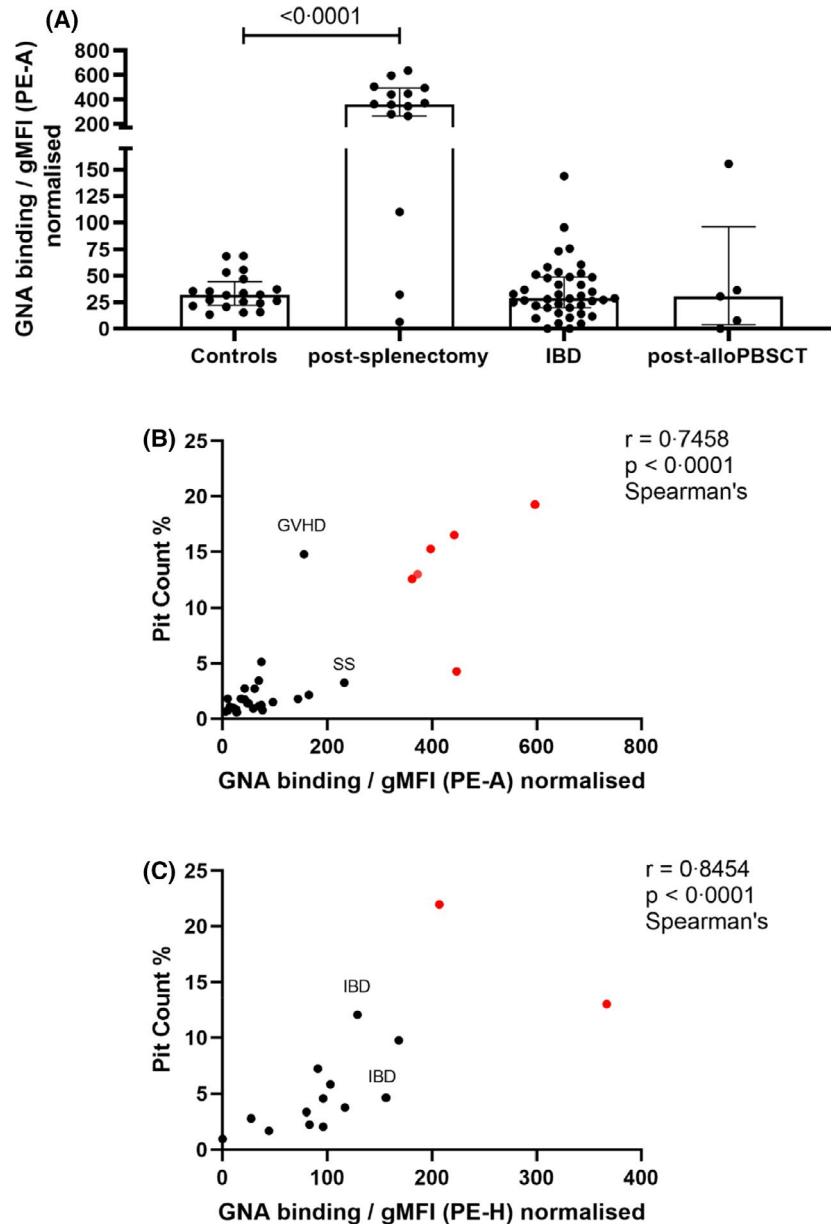 (A)
<0·0001
GNA binding / gMFI (PE-A)
normalised
800
600
400
200
150
125
100
75
50
25
0
Controls post-splenectomy IBD post-alloPBSCT
(B)
r = 0·7458
p < 0·0001
Spearman's
Pit Count %
25
20
15
10
5
0
GVHD
SS
0 200 400 600 800
GNA binding / gMFI (PE-A) normalised
(C)
r = 0·8454
p < 0·0001
Spearman's
Pit Count %
25
20
15
10
5
0
IBD
IBD
0 100 200 300 400
GNA binding / gMFI (PE-H) normalised